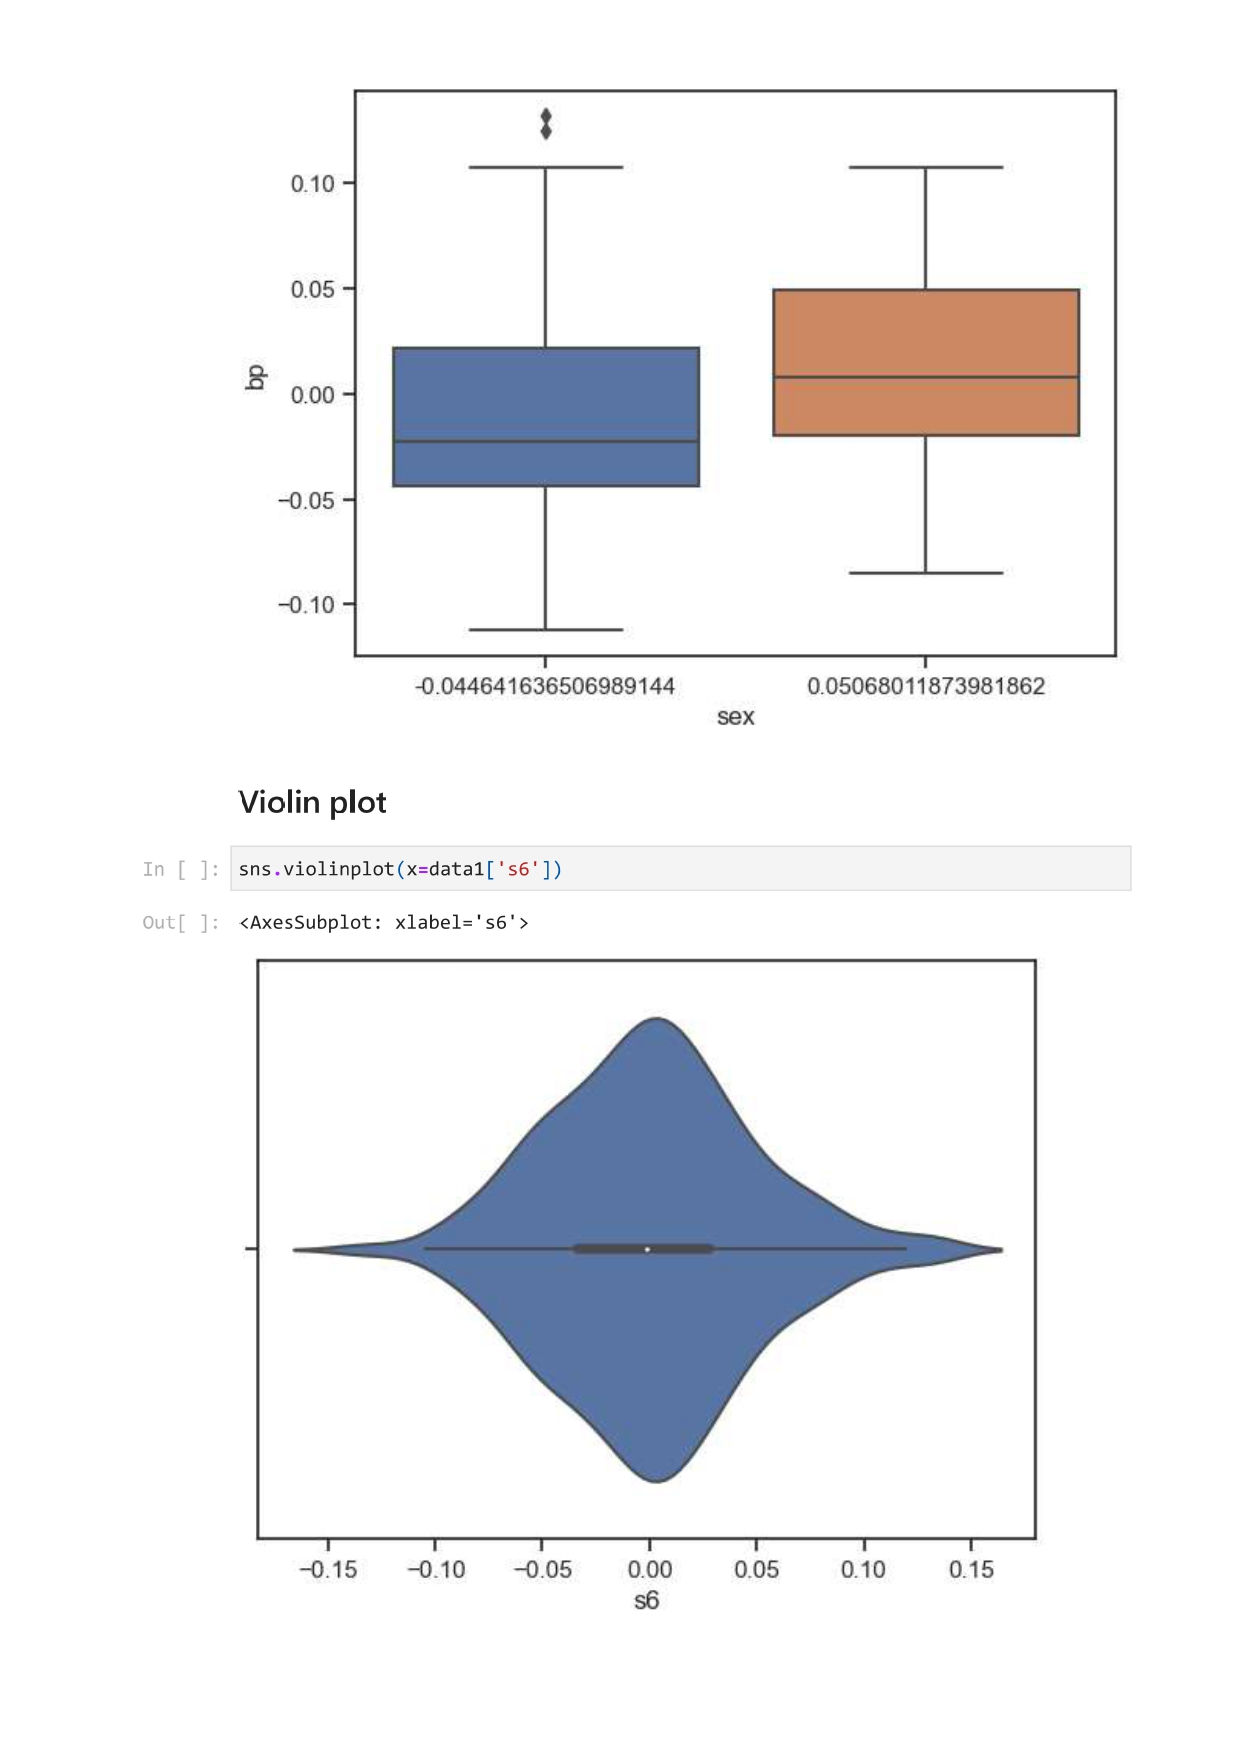 0.10
0.05
bp
0.00
−0.05
−0.10
-0.044641636506989144 0.05068011873981862
sex
Violin plot
In [ ]: sns.violinplot(x=data1['s6'])
Out[ ]: <AxesSubplot: xlabel='s6'>
−0.15 −0.10 −0.05 0.00 0.05 0.10 0.15
s6